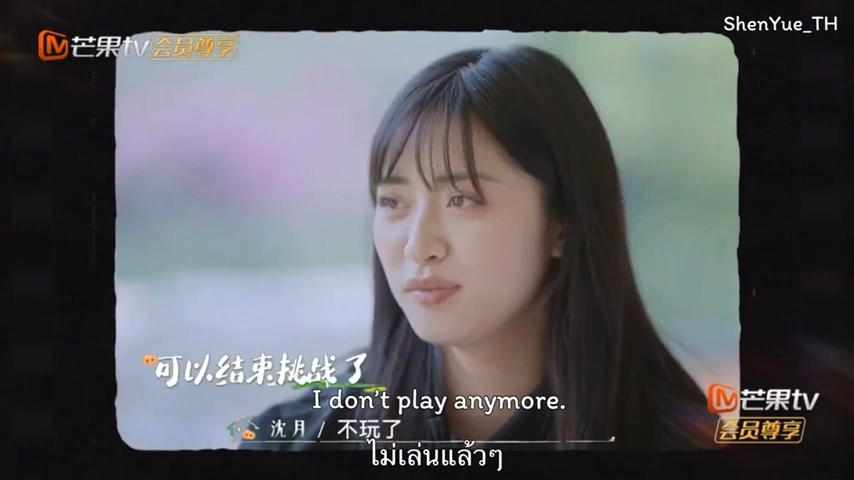 ShenYue_TH
芒果tv 会员尊享
可以结束挑战了
I don't play anymore.
沈月 / 不玩了
ไม่เล่นแล้วๆ
芒果tv
会员尊享